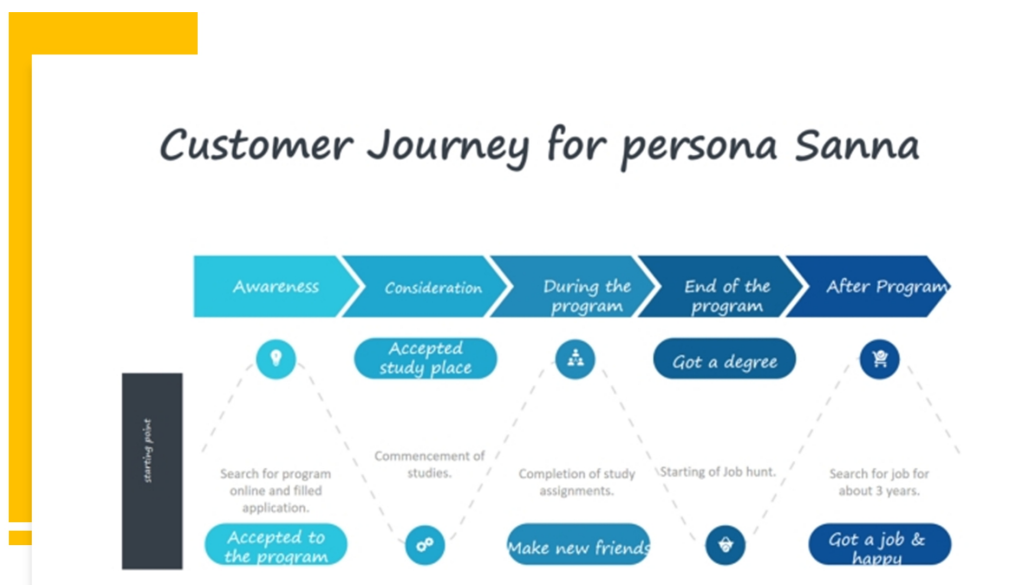 Customer Journey for persona Sanna
Awareness
Consideration
During the
program
End of the
program
After Program
Accepted
study place
Got a degree
starting point
Search for program
online and filled
application.
Commencement of
studies.
Completion of study
assignments.
Starting of Job hunt.
Search for job for
about 3 years.
Accepted to
the program
Make new friends
Got a job &
happy